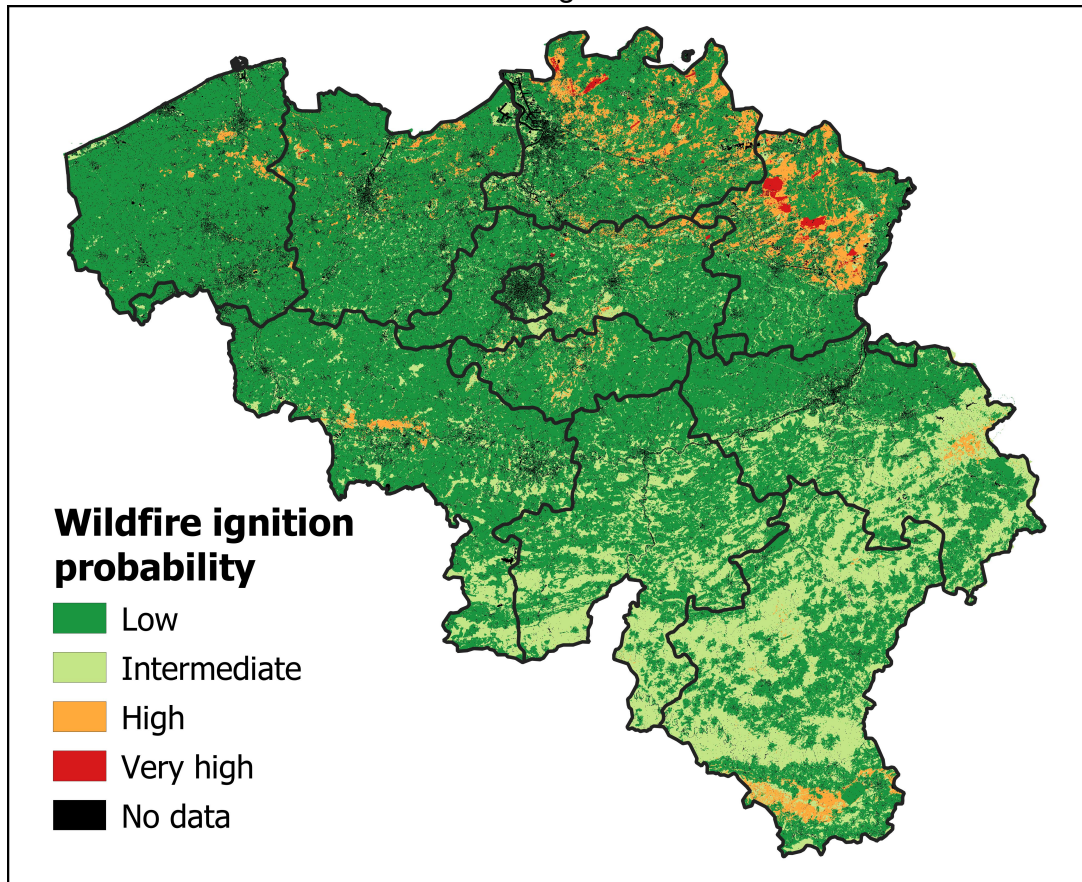 Wildfire ignition
probability
Low
Intermediate
High
Very high
No data